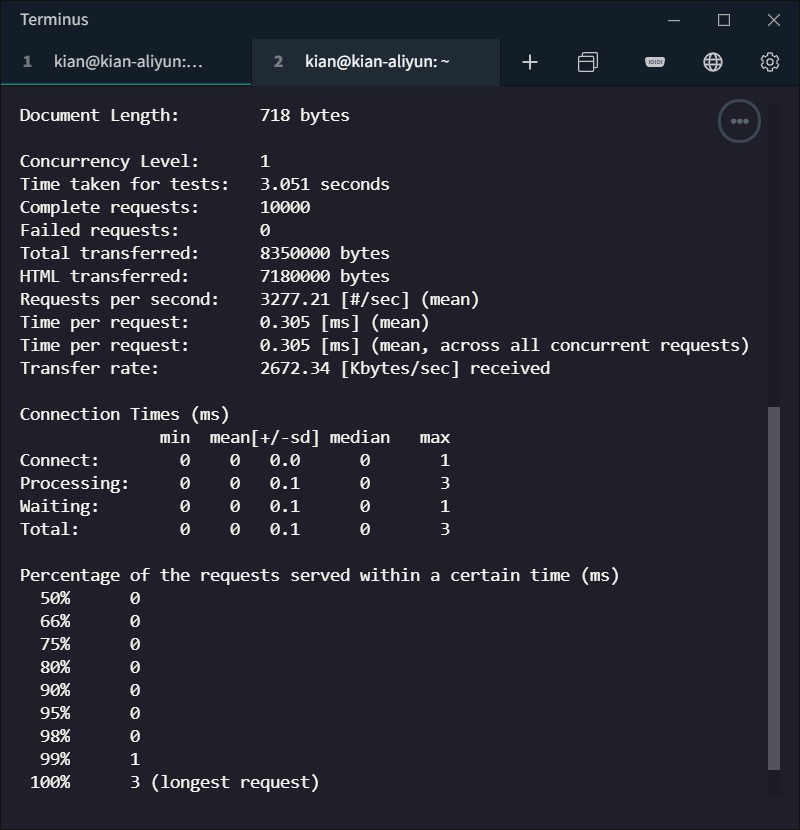 Terminus
1 kian@kian-aliyun:...
2 kian@kian-aliyun: ~
Document Length: 718 bytes
Concurrency Level: 1
Time taken for tests: 3.051 seconds
Complete requests: 10000
Failed requests: 0
Total transferred: 8350000 bytes
HTML transferred: 7180000 bytes
Requests per second: 3277.21 [#/sec] (mean)
Time per request: 0.305 [ms] (mean)
Time per request: 0.305 [ms] (mean, across all concurrent requests)
Transfer rate: 2672.34 [Kbytes/sec] received
Connection Times (ms)
min mean[+/-sd] median max
Connect: 0 0 0.0 0 1
Processing: 0 0 0.1 0 3
Waiting: 0 0 0.1 0 1
Total: 0 0 0.1 0 3
Percentage of the requests served within a certain time (ms)
50% 0
66% 0
75% 0
80% 0
90% 0
95% 0
98% 0
99% 1
100% 3 (longest request)